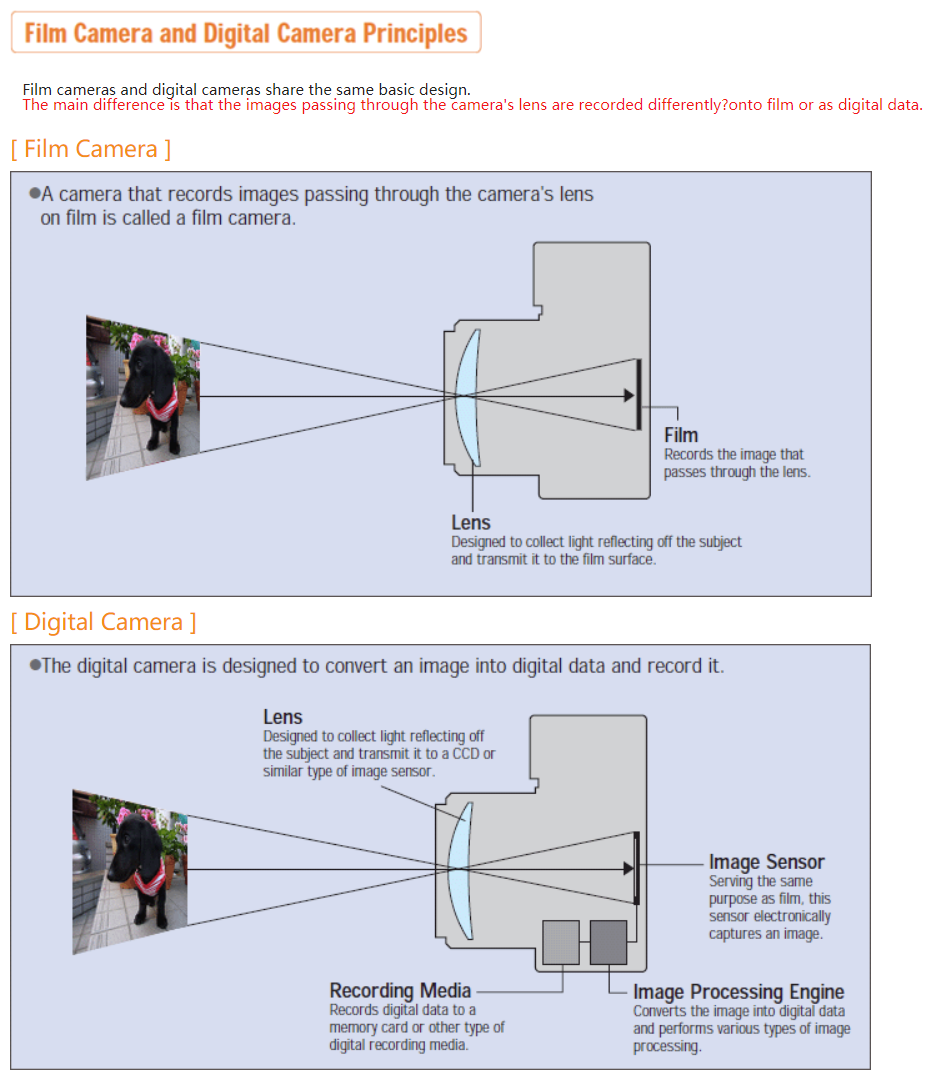 Film Camera and Digital Camera Principles
Film cameras and digital cameras share the same basic design.
The main difference is that the images passing through the camera's lens are recorded differently?onto film or as digital data.
[ Film Camera ]
●A camera that records images passing through the camera's lens
on film is called a film camera.
Film
Records the image that
passes through the lens.
Lens
Designed to collect light reflecting off the subject
and transmit it to the film surface.
[ Digital Camera ]
●The digital camera is designed to convert an image into digital data and record it.
Lens
Designed to collect light reflecting off
the subject and transmit it to a CCD or
similar type of image sensor.
Image Sensor
Serving the same
purpose as film, this
sensor electronically
captures an image.
Recording Media
Records digital data to a
memory card or other type of
digital recording media.
Image Processing Engine
Converts the image into digital data
and performs various types of image
processing.